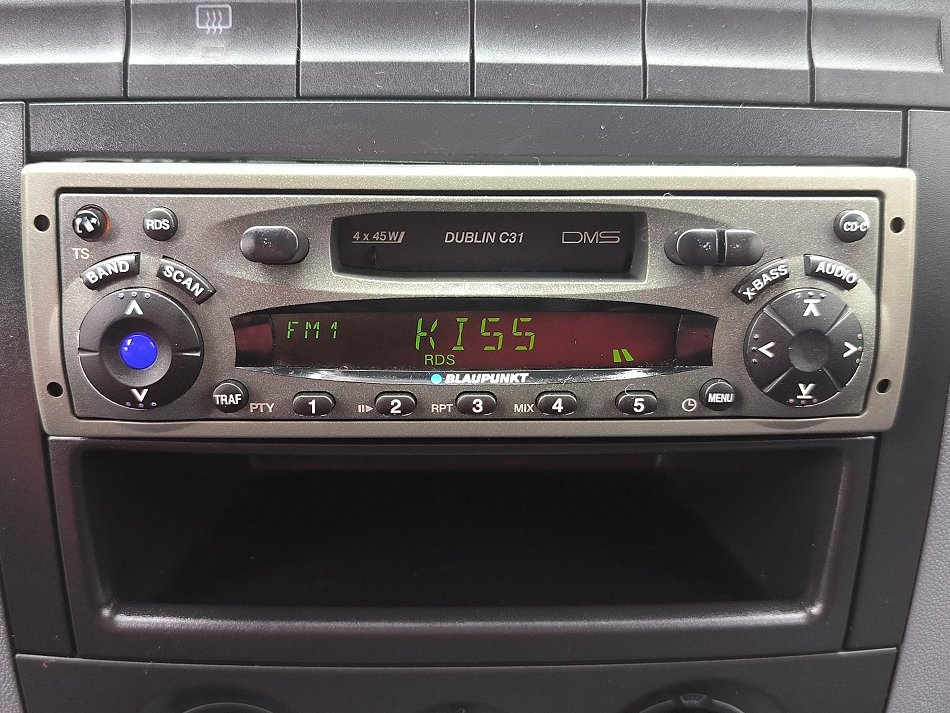 RDS
4 x 45W
DUBLIN C31
DMS
CD-C
TS
BAND
SCAN
X-BASS
AUDIO
FM1
KISS
RDS
BLAUPUNKT
TRAF
PTY
1
2
RPT
3
MIX
4
5
MENU